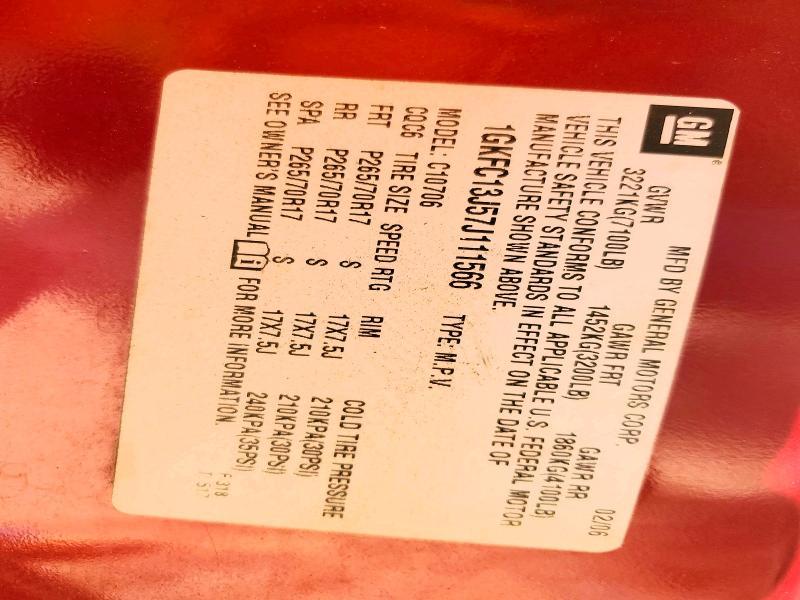 GM®
MFD BY GENERAL MOTORS CORP. 02/06
GVWR GAWR FRT GAWR RR
3221KG(7100LB) 1452KG(3200LB) 1860KG(4100LB)
THIS VEHICLE CONFORMS TO ALL APPLICABLE U.S. FEDERAL MOTOR
VEHICLE SAFETY STANDARDS IN EFFECT ON THE DATE OF
MANUFACTURE SHOWN ABOVE.
1GKFC13J57J111566 TYPE: M.P.V.
MODEL: C10706
CQC6 TIRE SIZE SPEED RTG RIM COLD TIRE PRESSURE
FRT P265/70R17 S 17X7.5J 210KPA(30PSI)
RR P265/70R17 S 17X7.5J 210KPA(30PSI)
SPA P265/70R17 S 17X7.5J 240KPA(35PSI)
SEE OWNER'S MANUAL i FOR MORE INFORMATION.
F 318
T 517